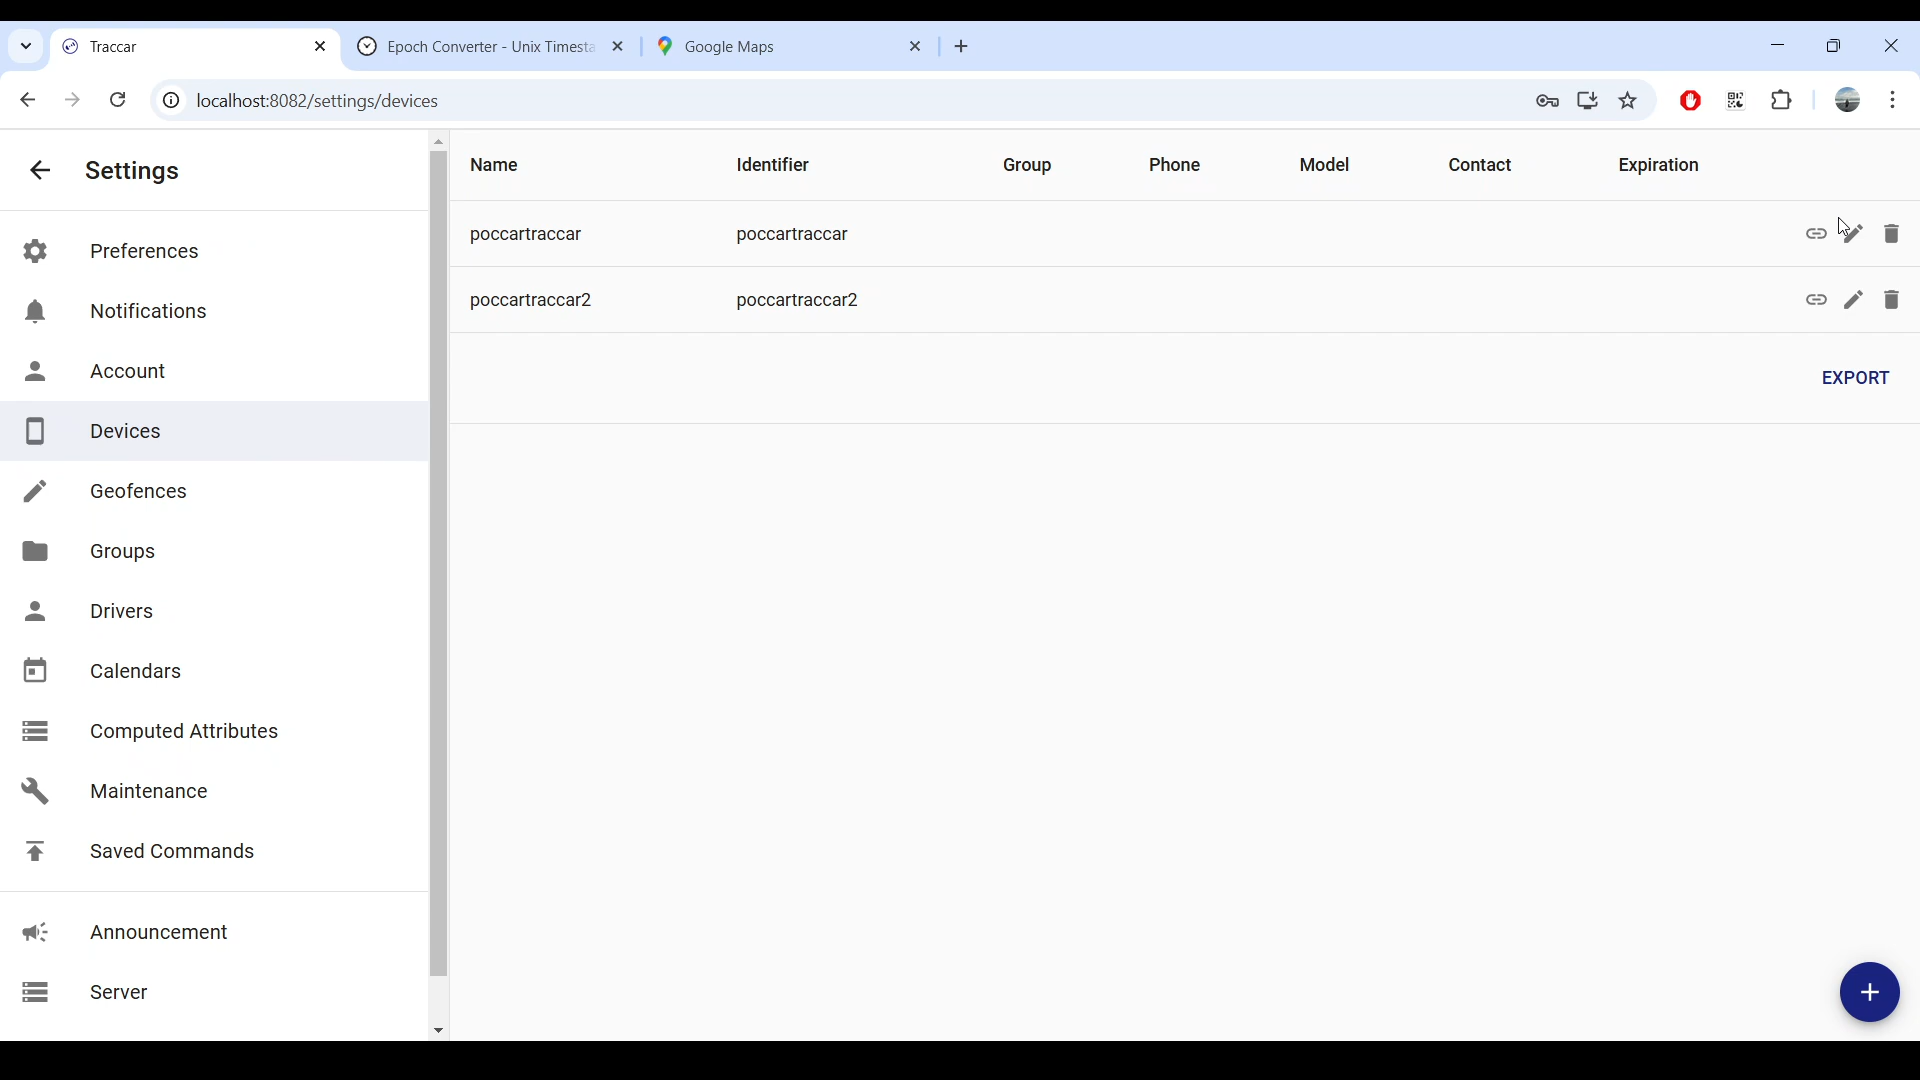 Traccar
Epoch Converter - Unix Timesta
Google Maps
localhost:8082/settings/devices
Settings
Preferences
Notifications
Account
Devices
Geofences
Groups
Drivers
Calendars
Computed Attributes
Maintenance
Saved Commands
Announcement
Server
Name Identifier Group Phone Model Contact Expiration
poccartraccar poccartraccar
poccartraccar2 poccartraccar2
EXPORT